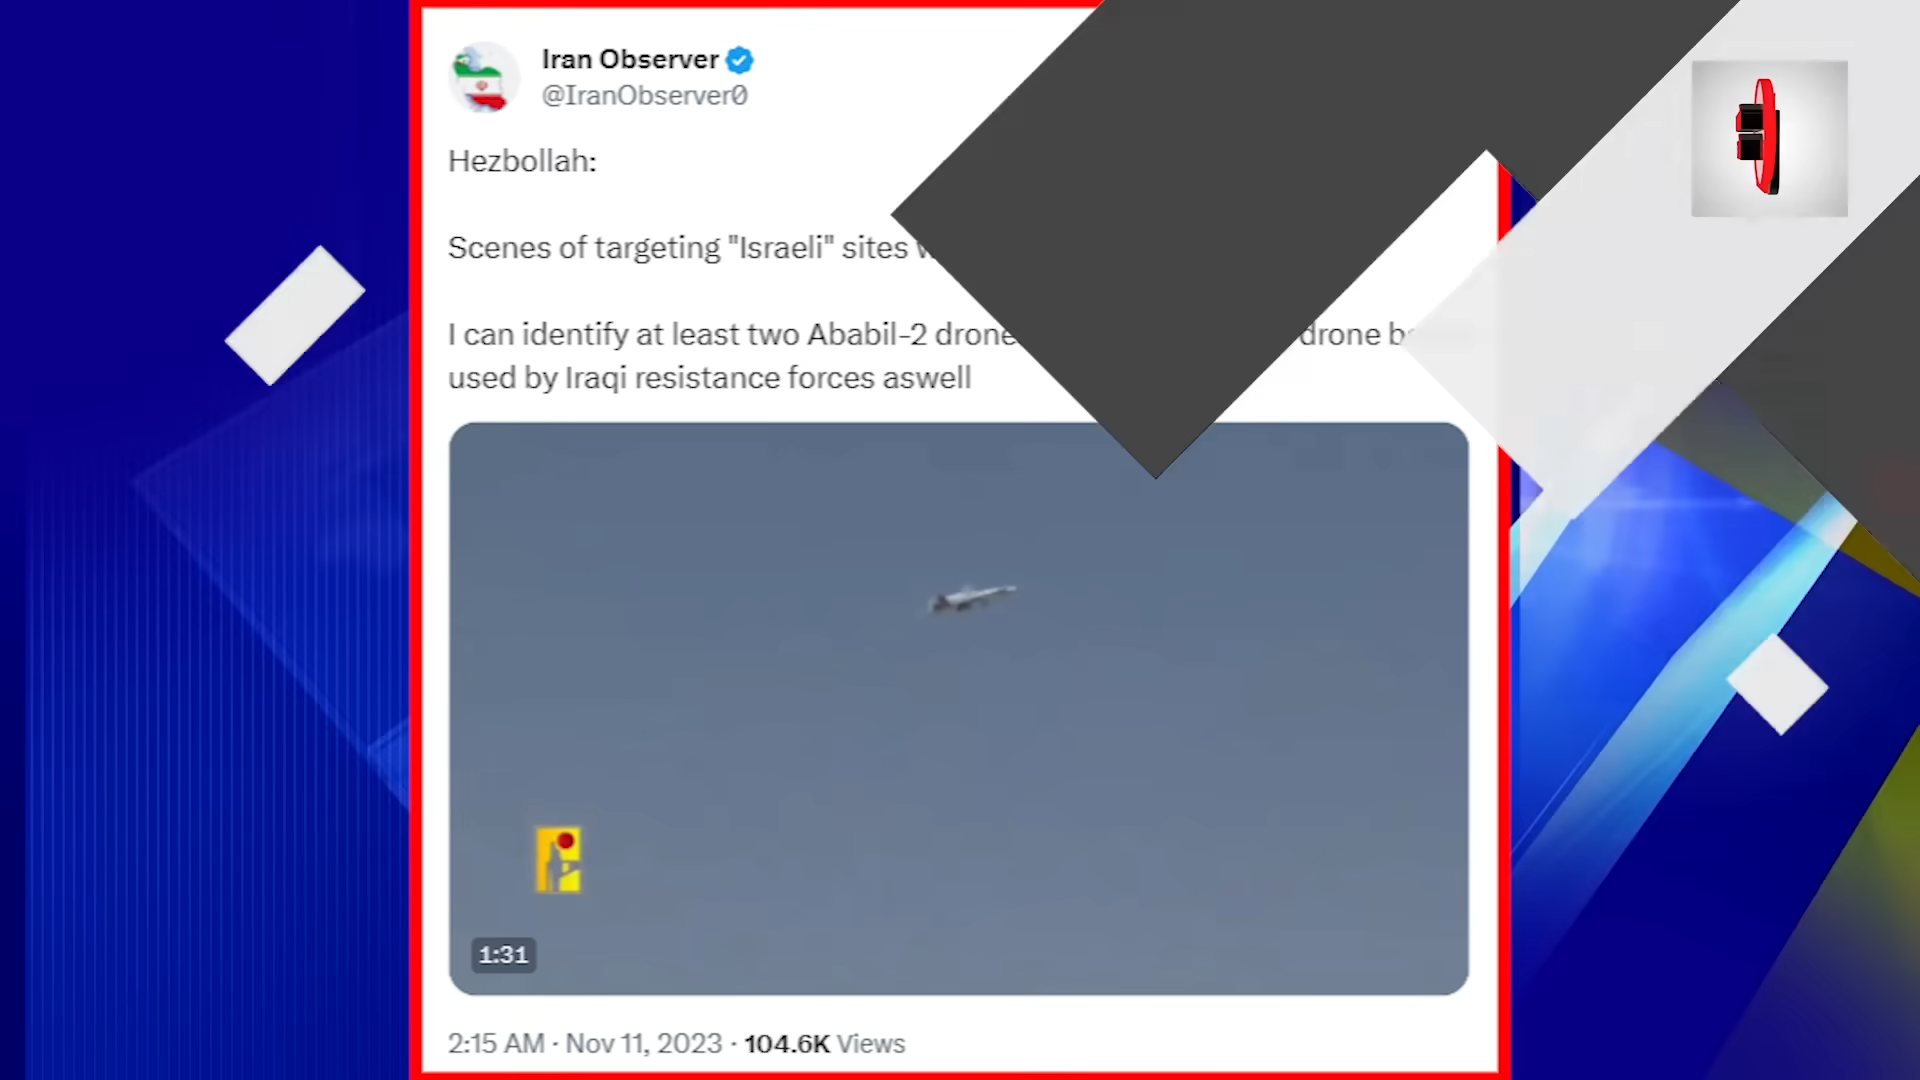 Iran Observer
@IranObserver0
Hezbollah:
Scenes of targeting "Israeli" sites
I can identify at least two Ababil-2 drone drone
used by Iraqi resistance forces aswell
1:31
2:15 AM · Nov 11, 2023 · 104.6K Views